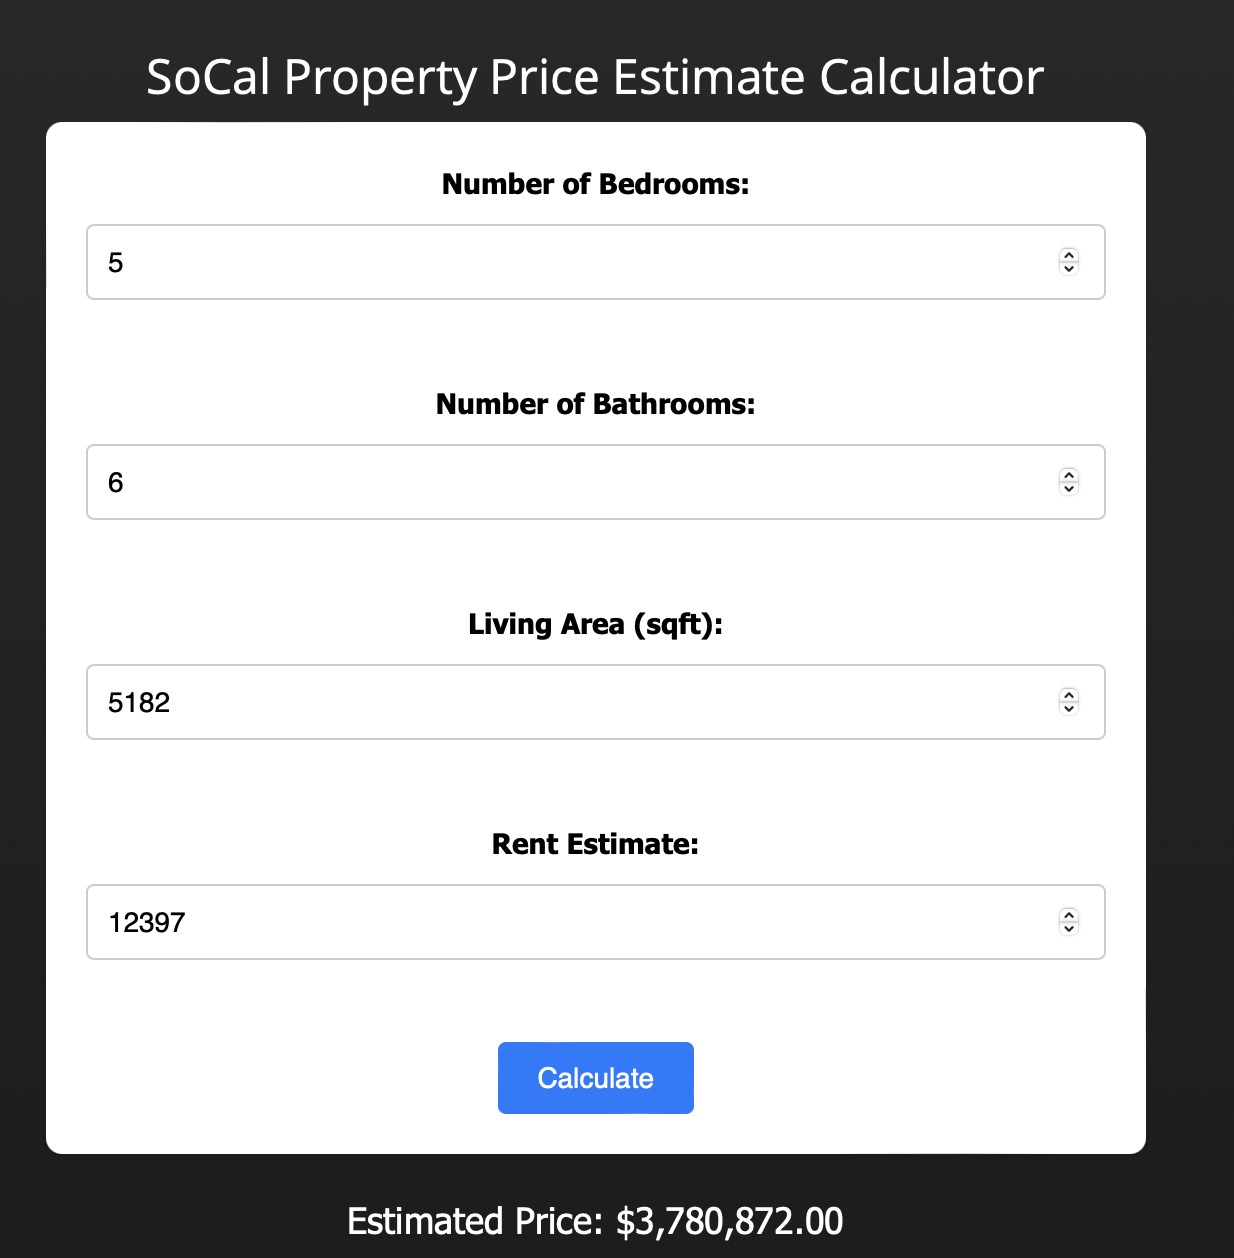 SoCal Property Price Estimate Calculator
Number of Bedrooms:
5
Number of Bathrooms:
6
Living Area (sqft):
5182
Rent Estimate:
12397
Calculate
Estimated Price: $3,780,872.00